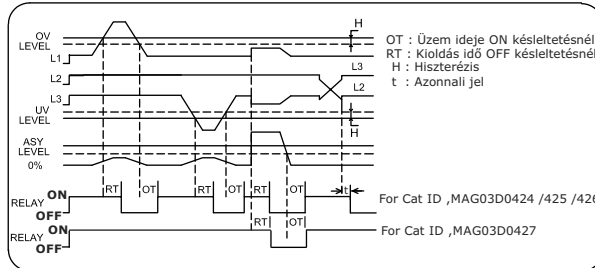 H
OV
LEVEL
OT : Üzem ideje ON késleltetésnél
RT : Kioldás idő OFF késleltetésnél
H : Hiszterézis
t : Azonnali jel
L1
L3
L2
L2
L3
UV
LEVEL
H
ASY
LEVEL
0%
RT OT RT OT RT OT t
RELAY ON
OFF
For Cat ID ,MAG03D0424 /425 /426
RT OT
RELAY ON
OFF
For Cat ID ,MAG03D0427